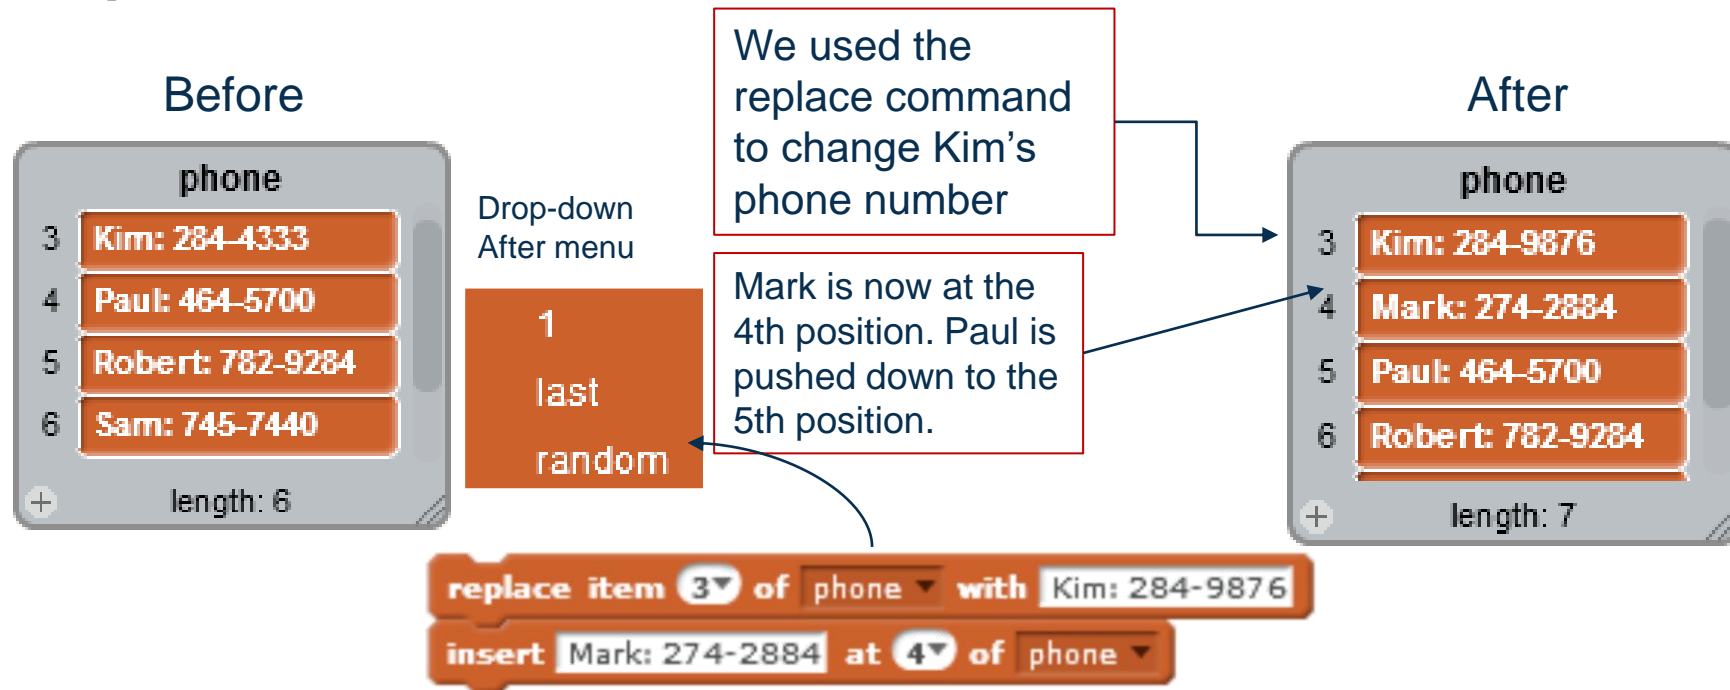 Before
phone
3 Kim: 284-4333
4 Paul: 464-5700
5 Robert: 782-9284
6 Sam: 745-7440
+ length: 6
Drop-down
After menu
1
last
random
We used the
replace command
to change Kim’s
phone number
Mark is now at the
4th position. Paul is
pushed down to the
5th position.
After
phone
3 Kim: 284-9876
4 Mark: 274-2884
5 Paul: 464-5700
6 Robert: 782-9284
+ length: 7
replace item 3 of phone with Kim: 284-9876
insert Mark: 274-2884 at 4 of phone